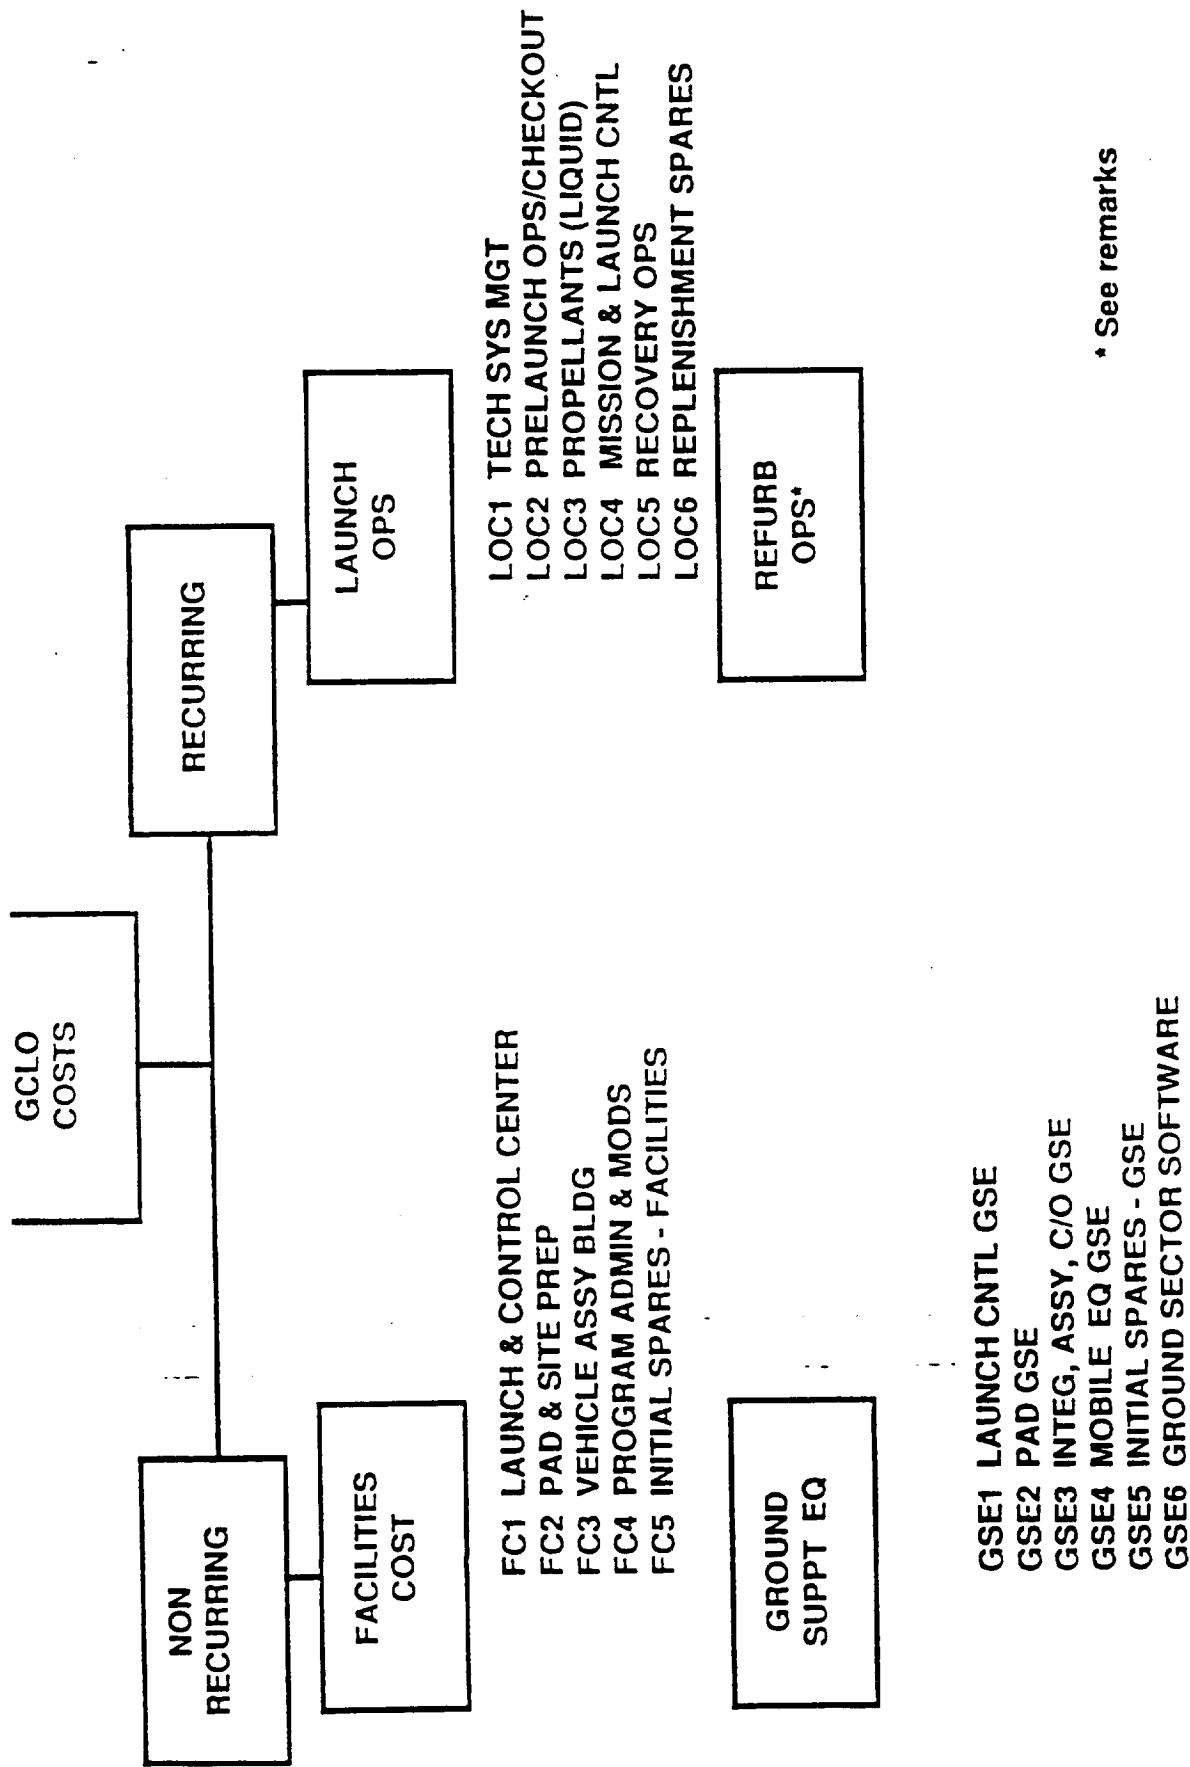 GCLO
COSTS
NON
RECURRING
RECURRING
FACILITIES
COST
LAUNCH
OPS
FC1 LAUNCH & CONTROL CENTER
FC2 PAD & SITE PREP
FC3 VEHICLE ASSY BLDG
FC4 PROGRAM ADMIN & MODS
FC5 INITIAL SPARES - FACILITIES
LOC1 TECH SYS MGT
LOC2 PRELAUNCH OPS/CHECKOUT
LOC3 PROPELLANTS (LIQUID)
LOC4 MISSION & LAUNCH CNTL
LOC5 RECOVERY OPS
LOC6 REPLENISHMENT SPARES
GROUND
SUPPT EQ
REFURB
OPS*
GSE1 LAUNCH CNTL GSE
GSE2 PAD GSE
GSE3 INTEG, ASSY, C/O GSE
GSE4 MOBILE EQ GSE
GSE5 INITIAL SPARES - GSE
GSE6 GROUND SECTOR SOFTWARE
* See remarks